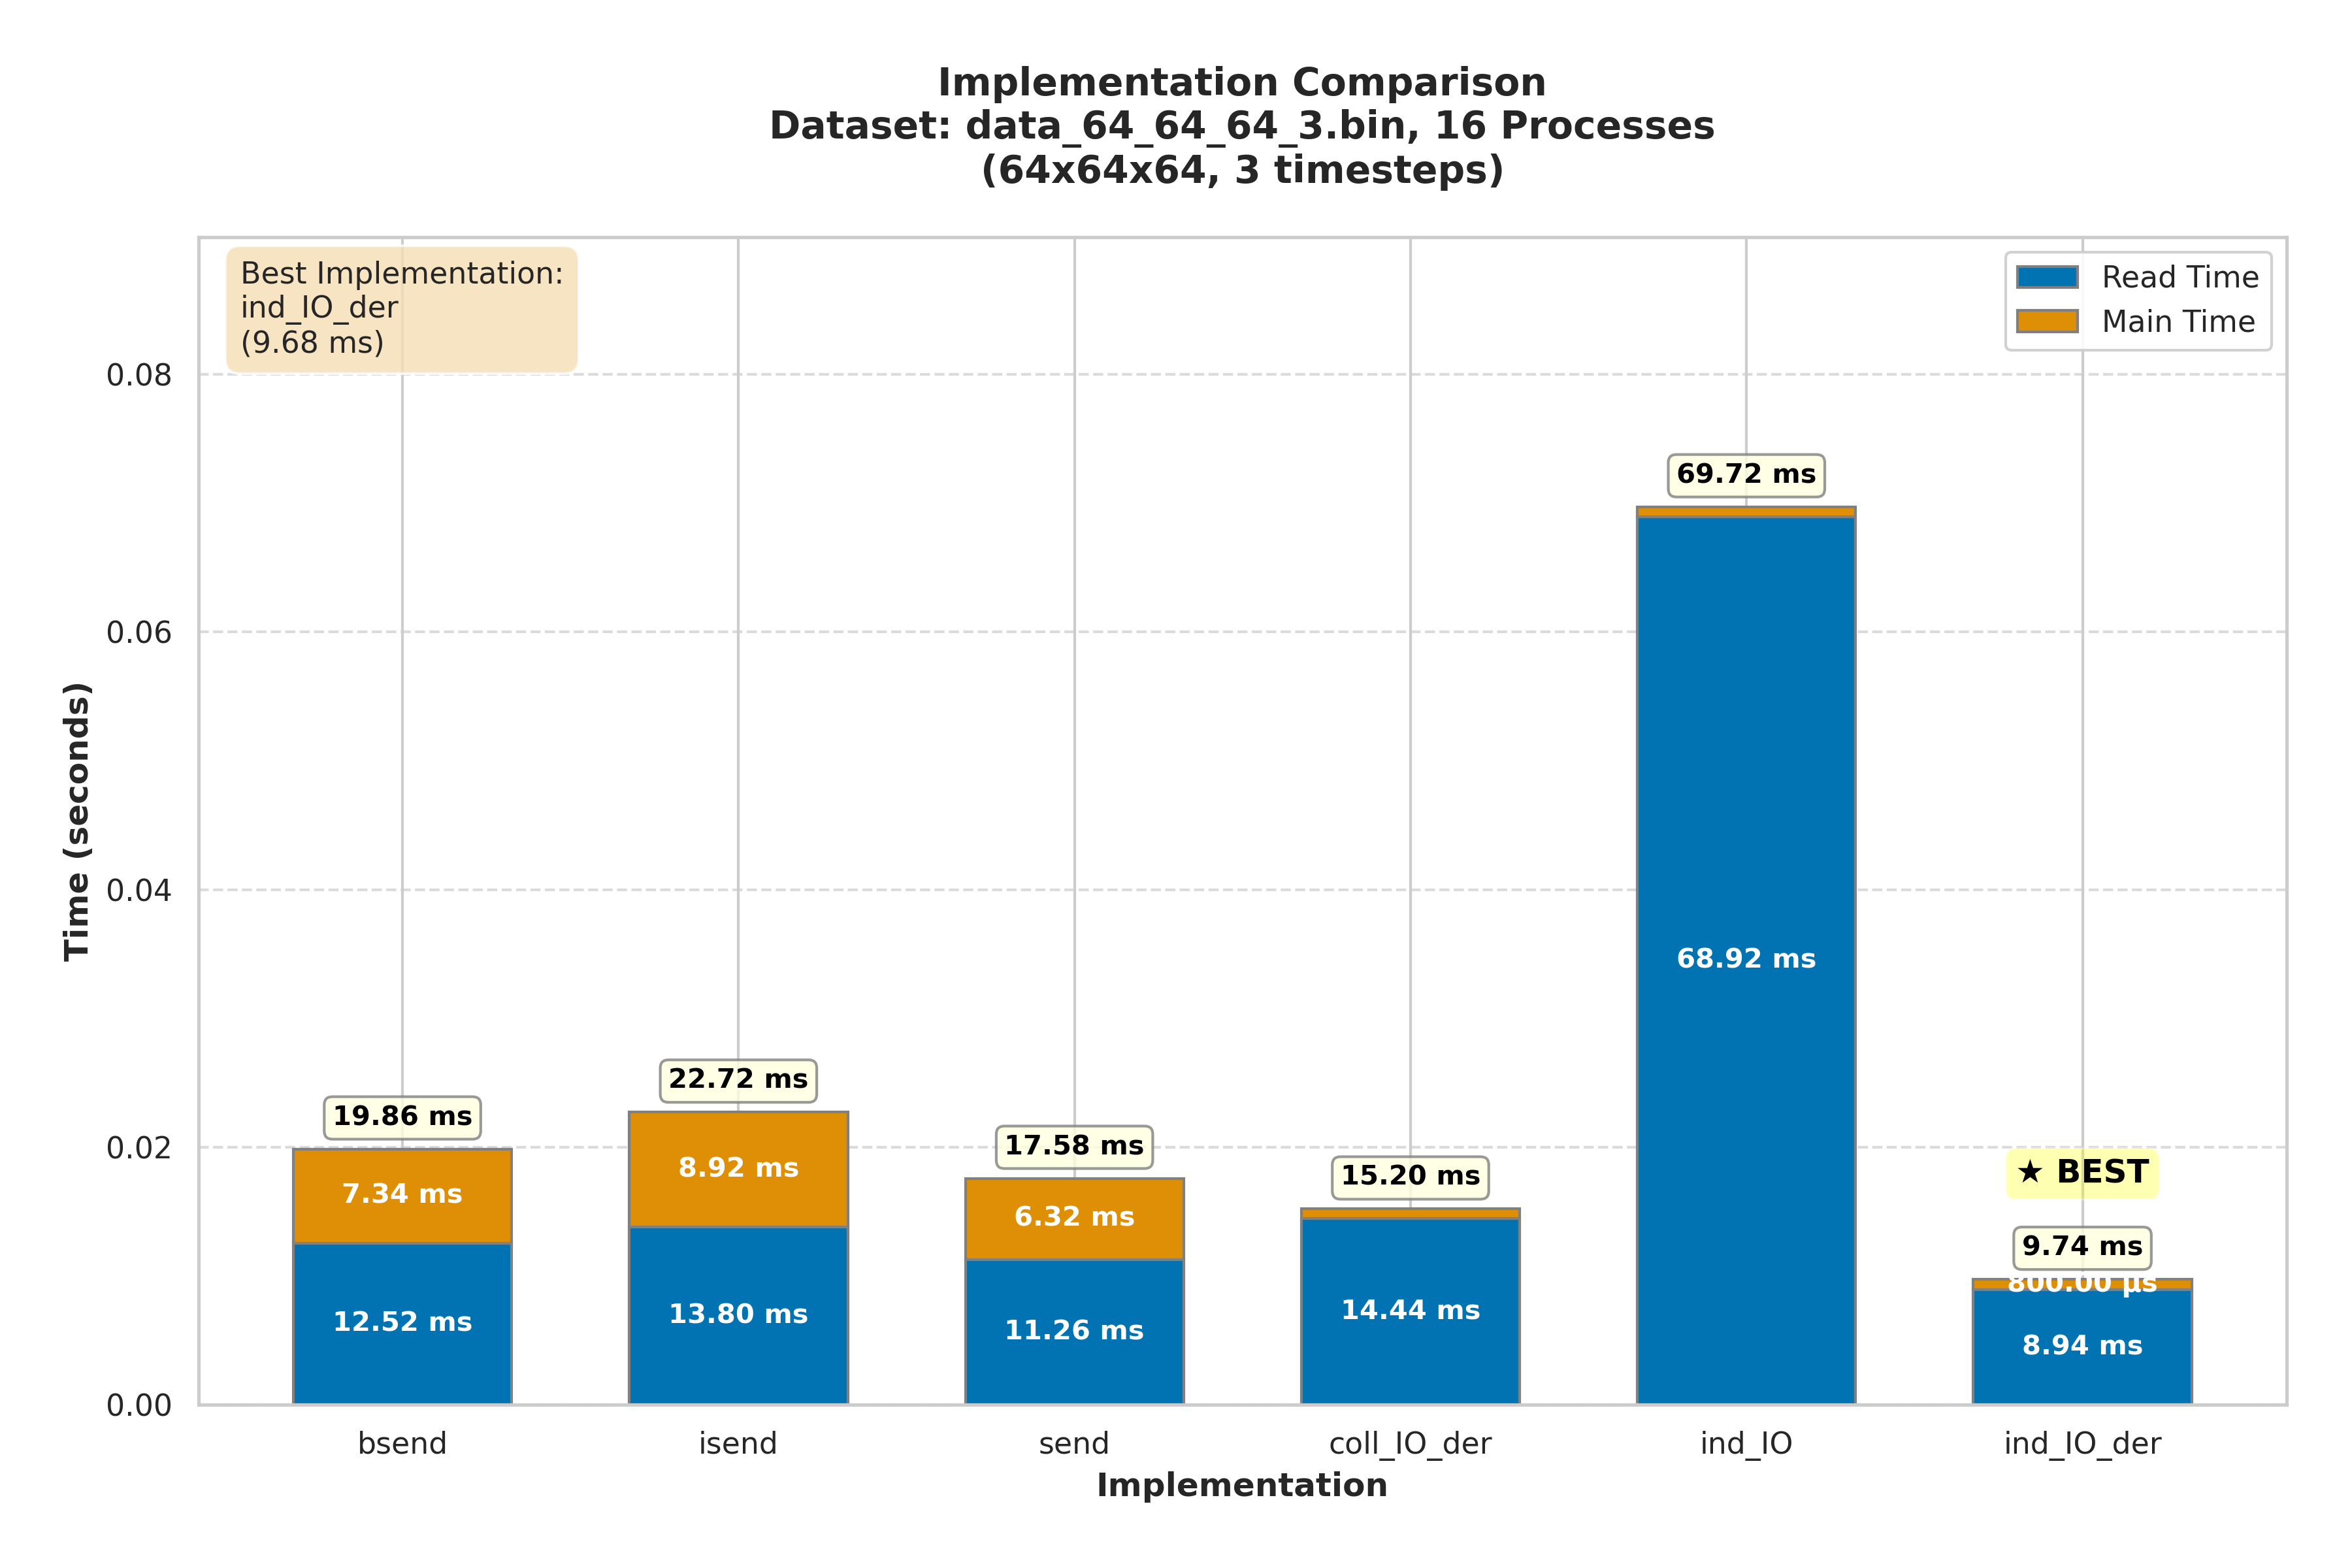 Implementation Comparison
Dataset: data_64_64_64_3.bin, 16 Processes
(64x64x64, 3 timesteps)
Best Implementation:
ind_IO_der
(9.68 ms)
Read Time
Main Time
Time (seconds)
0.08
0.06
0.04
0.02
0.00
19.86 ms
7.34 ms
12.52 ms
22.72 ms
8.92 ms
13.80 ms
17.58 ms
6.32 ms
11.26 ms
15.20 ms
14.44 ms
69.72 ms
68.92 ms
★ BEST
9.74 ms
800.00 µs
8.94 ms
bsend
isend
send
coll_IO_der
ind_IO
ind_IO_der
Implementation